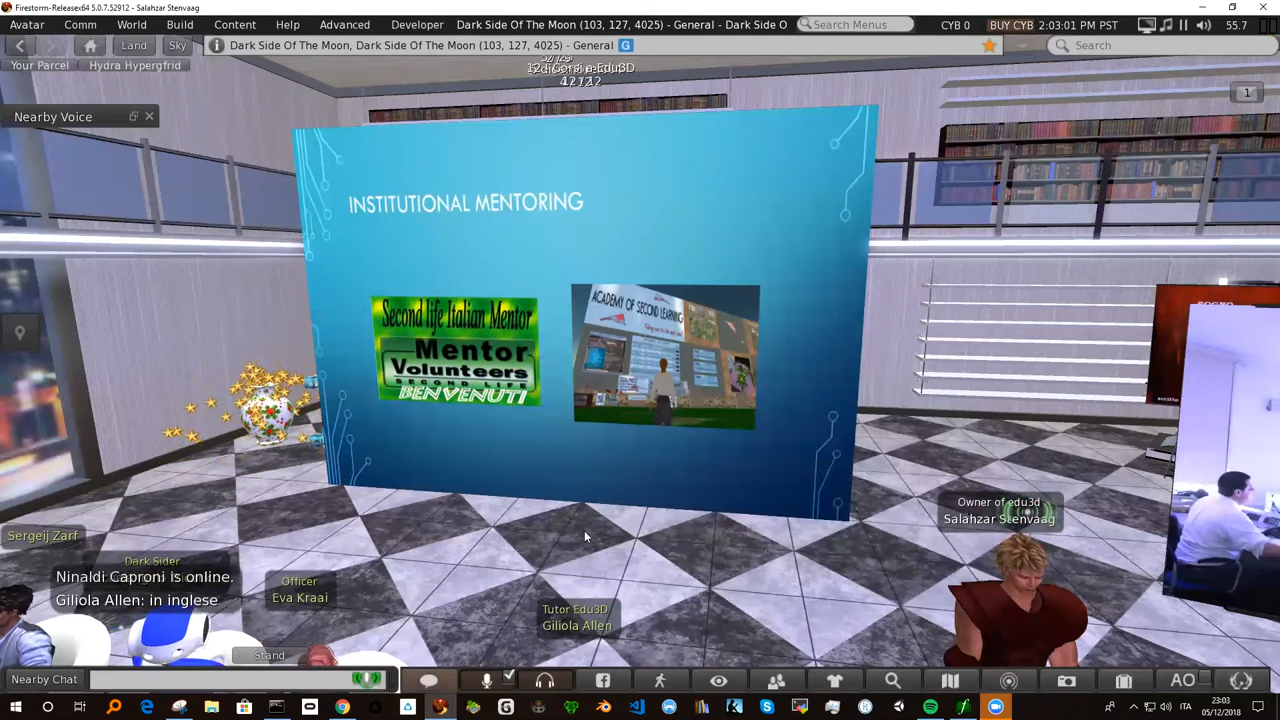 Firestorm-Releasex64 5.0.7.52912 - Salahzar Stenvaag
Avatar Comm World Build Content Help Advanced Developer Dark Side Of The Moon (103, 127, 4025) - General - Dark Side O Search Menus CYB 0 BUY CYB 2:03:01 PM PST 55.7
Land Sky Dark Side Of The Moon, Dark Side Of The Moon (103, 127, 4025) - General G Search
Your Parcel Hydra Hypergrfid
1
Nearby Voice
INSTITUTIONAL MENTORING
Second life Italian Mentor
Mentor
Volunteers
SECOND LIFE
BENVENUTI
ACADEMY OF SECOND LEARNING
Owner of edu3d
Salahzar Stenvaag
Sergeij Zarf
Dark Sider
Ninaldi Caproni is online.
Giliola Allen: in inglese
Officer
Eva Kraai
Tutor Edu3D
Giliola Allen
Stand
Nearby Chat
AO
ITA
23:03
05/12/2018